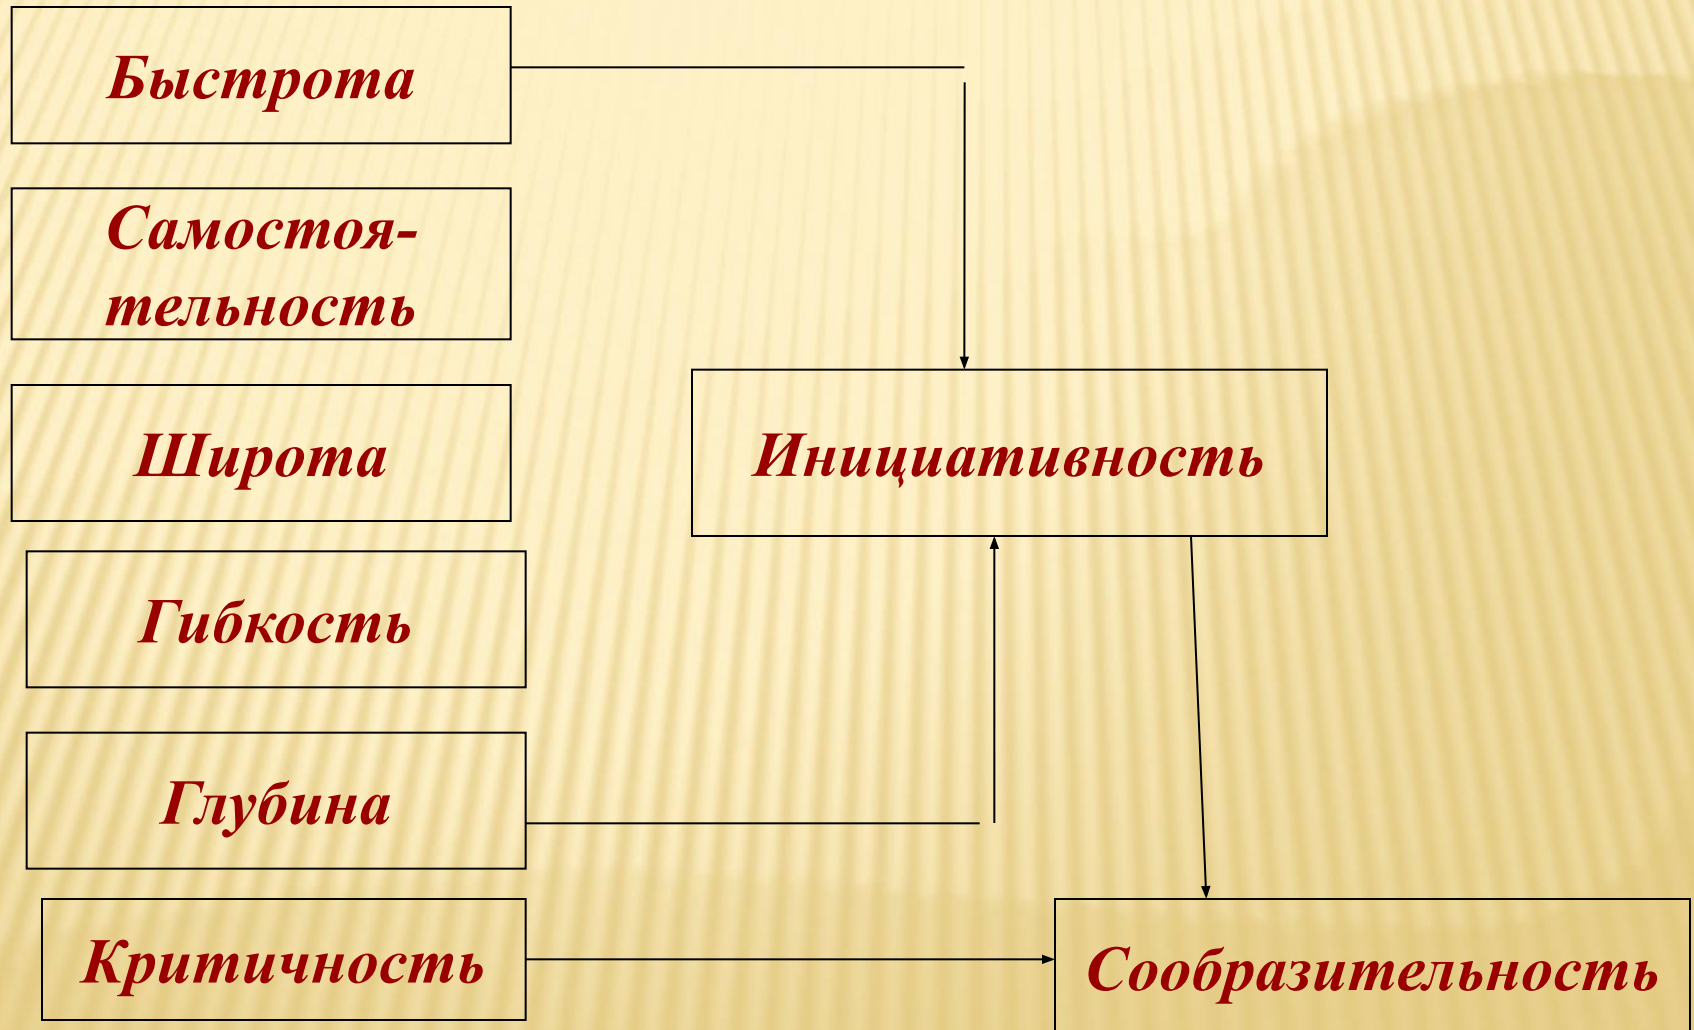 Быстрота
Самостоя-
тельность
Широта
Инициативность
Гибкость
Глубина
Критичность
Сообразительность